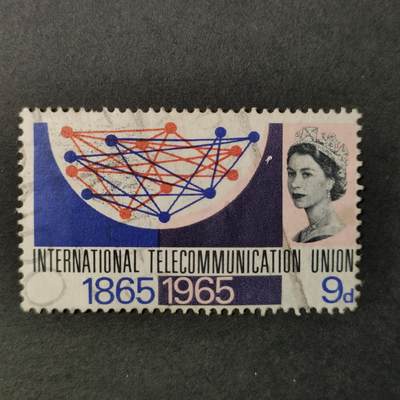 INTERNATIONAL TELECOMMUNICATION UNION
1865 1965 9d